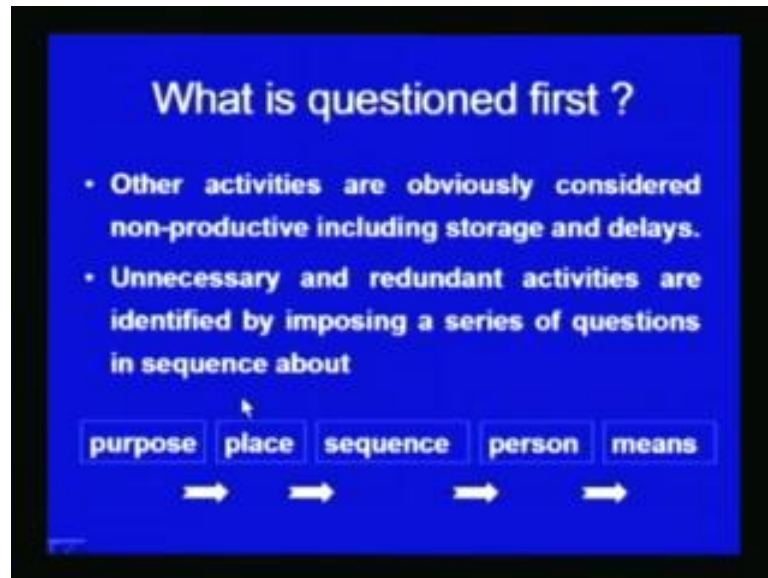 What is questioned first ?
• Other activities are obviously considered
non-productive including storage and delays.
• Unnecessary and redundant activities are
identified by imposing a series of questions
in sequence about
purpose place sequence person means